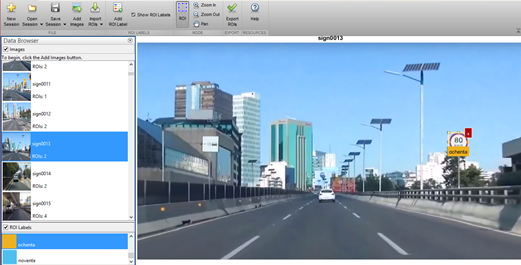 New Session
Open Session
Save Session
Add Images
Import ROIs
Add ROI Label
Show ROI Labels
ROI
Zoom In
Zoom Out
Pan
Export ROIs
Help
FILE
ROI LABELS
MODE
EXPORT
RESOURCES
Data Browser
Images
To begin, click the Add Images button.
ROIs: 2
sign0011
ROIs: 1
sign0012
ROIs: 2
sign0013
ROIs: 2
sign0014
ROIs: 2
sign0015
ROIs: 4
ROI Labels
ochenta
noventa
sign0013
80
ochenta